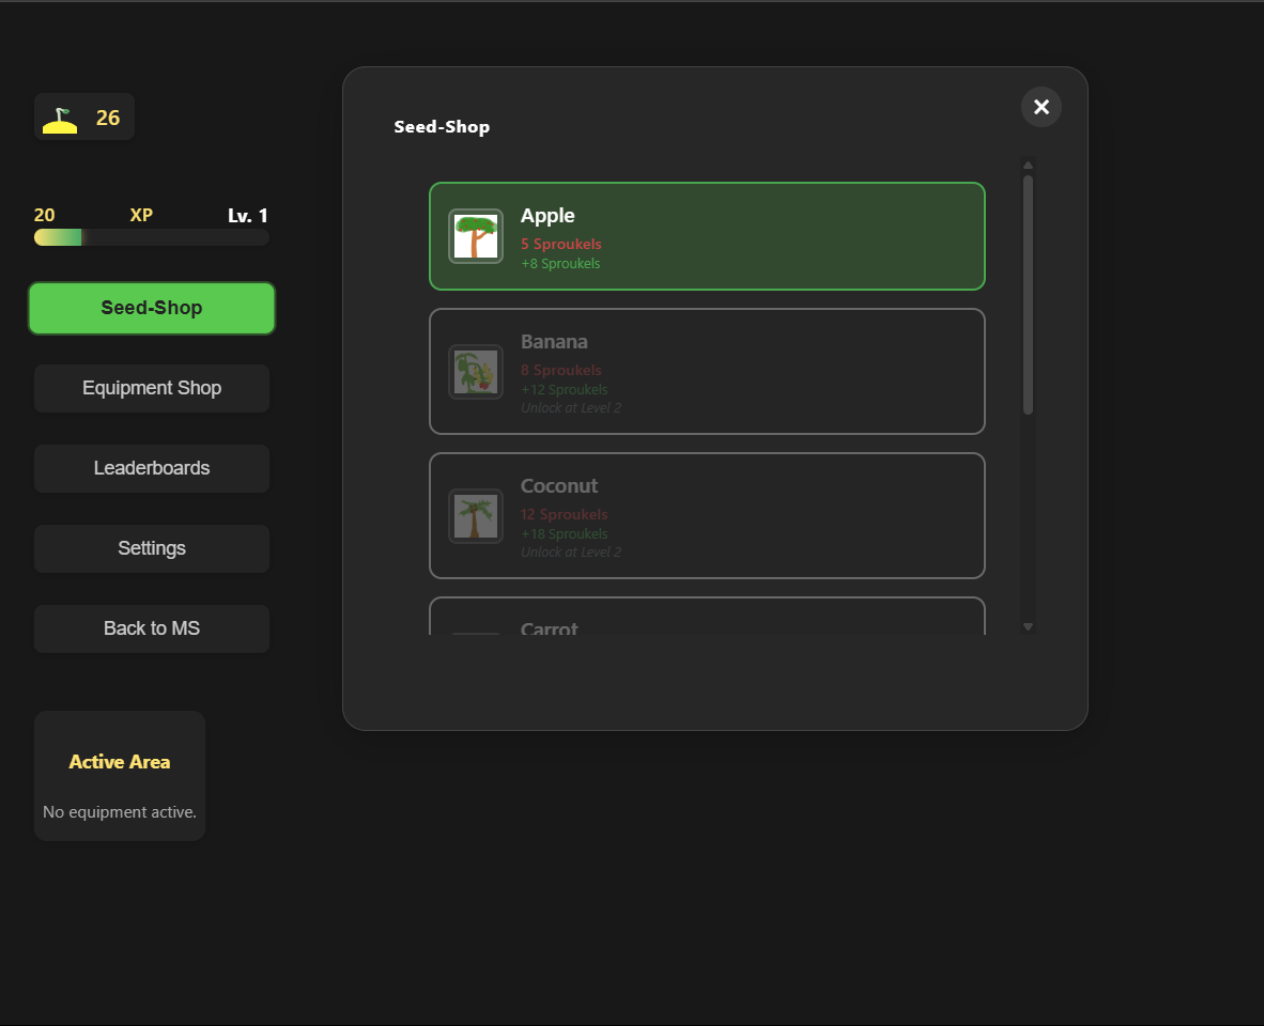 26
20 XP Lv. 1
Seed-Shop
Equipment Shop
Leaderboards
Settings
Back to MS
Active Area
No equipment active.
Seed-Shop
Apple
5 Sproukels
+8 Sproukels
Banana
8 Sproukels
+12 Sproukels
Unlock at Level 2
Coconut
12 Sproukels
+18 Sproukels
Unlock at Level 2
Carrot